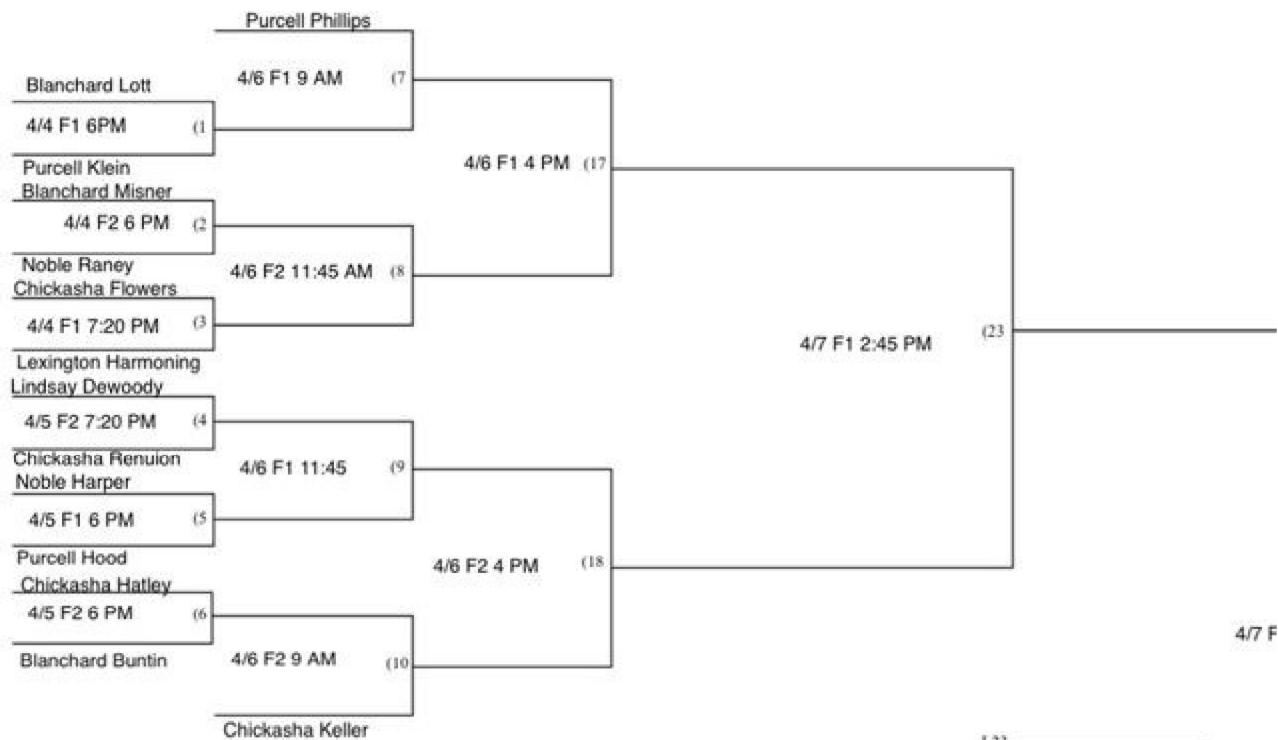 Purcell Phillips
4/6 F1 9 AM (7
Blanchard Lott
4/4 F1 6PM (1
Purcell Klein
4/6 F1 4 PM (17
Blanchard Misner
4/4 F2 6 PM (2
Noble Raney
4/6 F2 11:45 AM (8
Chickasha Flowers
4/4 F1 7:20 PM (3
Lexington Harmoning
4/7 F1 2:45 PM (23
Lindsay Dewoody
4/5 F2 7:20 PM (4
Chickasha Renuion
4/6 F1 11:45 (9
Noble Harper
4/5 F1 6 PM (5
Purcell Hood
4/6 F2 4 PM (18
Chickasha Hatley
4/5 F2 6 PM (6
Blanchard Buntin
4/6 F2 9 AM (10
Chickasha Keller
4/7 F